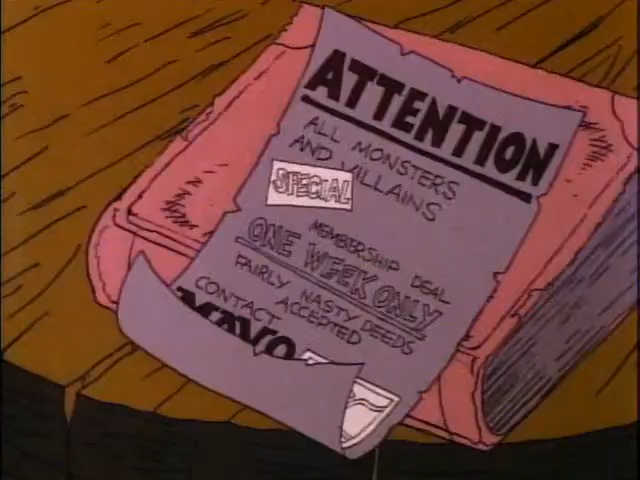 ATTENTION
ALL MONSTERS
AND VILLAINS
SPECIAL
MEMBERSHIP DEAL
ONE WEEK ONLY
FAIRLY NASTY DEEDS
ACCEPTED
CONTACT